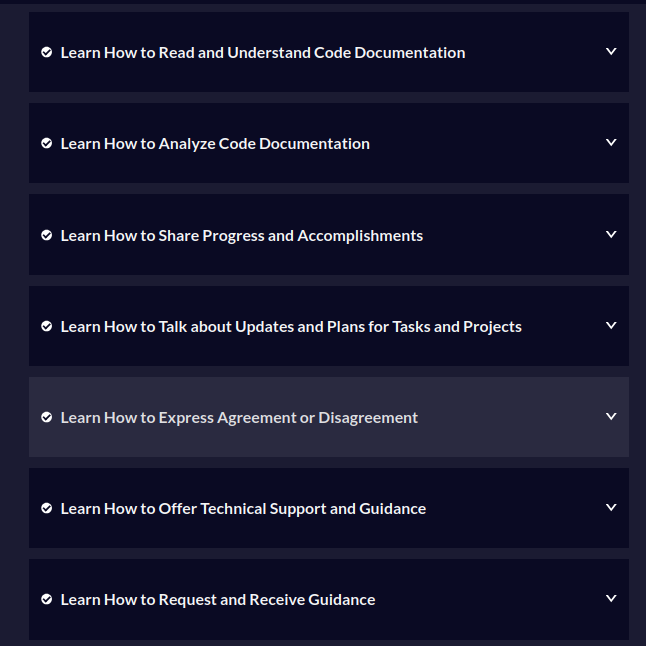 Learn How to Read and Understand Code Documentation
Learn How to Analyze Code Documentation
Learn How to Share Progress and Accomplishments
Learn How to Talk about Updates and Plans for Tasks and Projects
Learn How to Express Agreement or Disagreement
Learn How to Offer Technical Support and Guidance
Learn How to Request and Receive Guidance